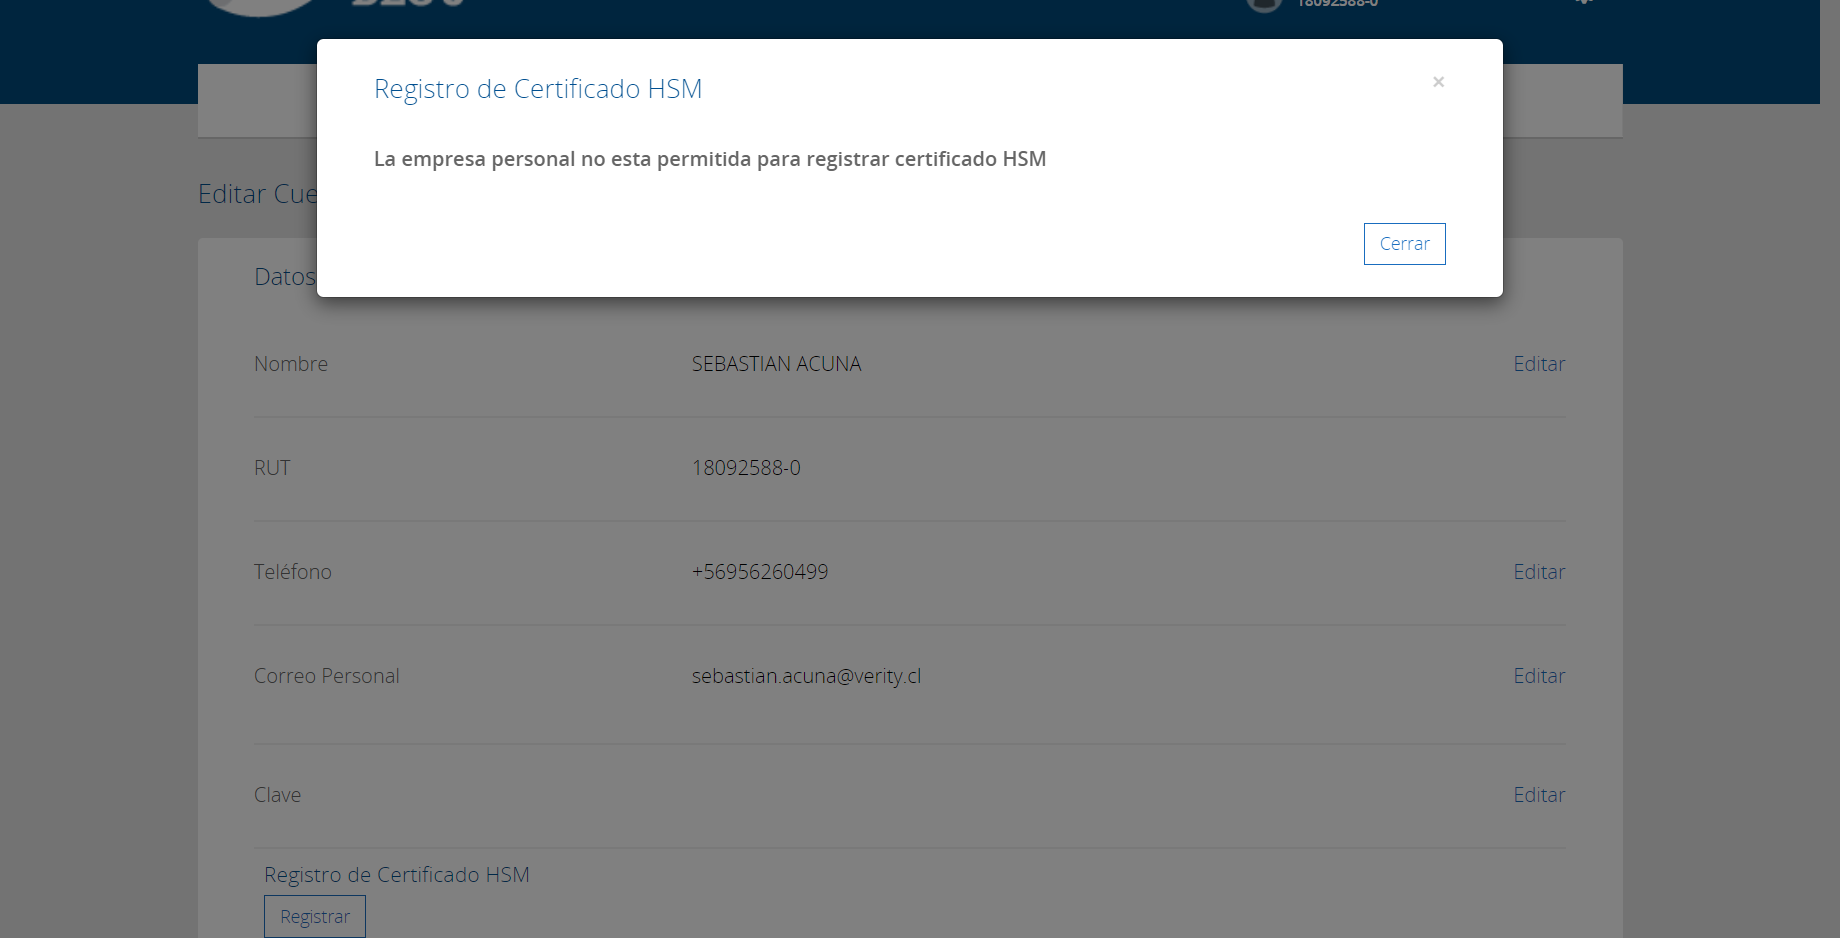 18092588-0
Registro de Certificado HSM
×
La empresa personal no esta permitida para registrar certificado HSM
Cerrar
Editar Cue
Datos
Nombre SEBASTIAN ACUNA Editar
RUT 18092588-0
Teléfono +56956260499 Editar
Correo Personal sebastian.acuna@verity.cl Editar
Clave Editar
Registro de Certificado HSM
Registrar